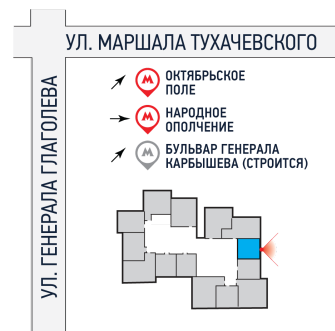 УЛ. МАРШАЛА ТУХАЧЕВСКОГО
УЛ. ГЕНЕРАЛА ГЛАГОЛЕВА
ОКТЯБРЬСКОЕ
ПОЛЕ
НАРОДНОЕ
ОПОЛЧЕНИЕ
БУЛЬВАР ГЕНЕРАЛА
КАРБЫШЕВА (СТРОИТСЯ)